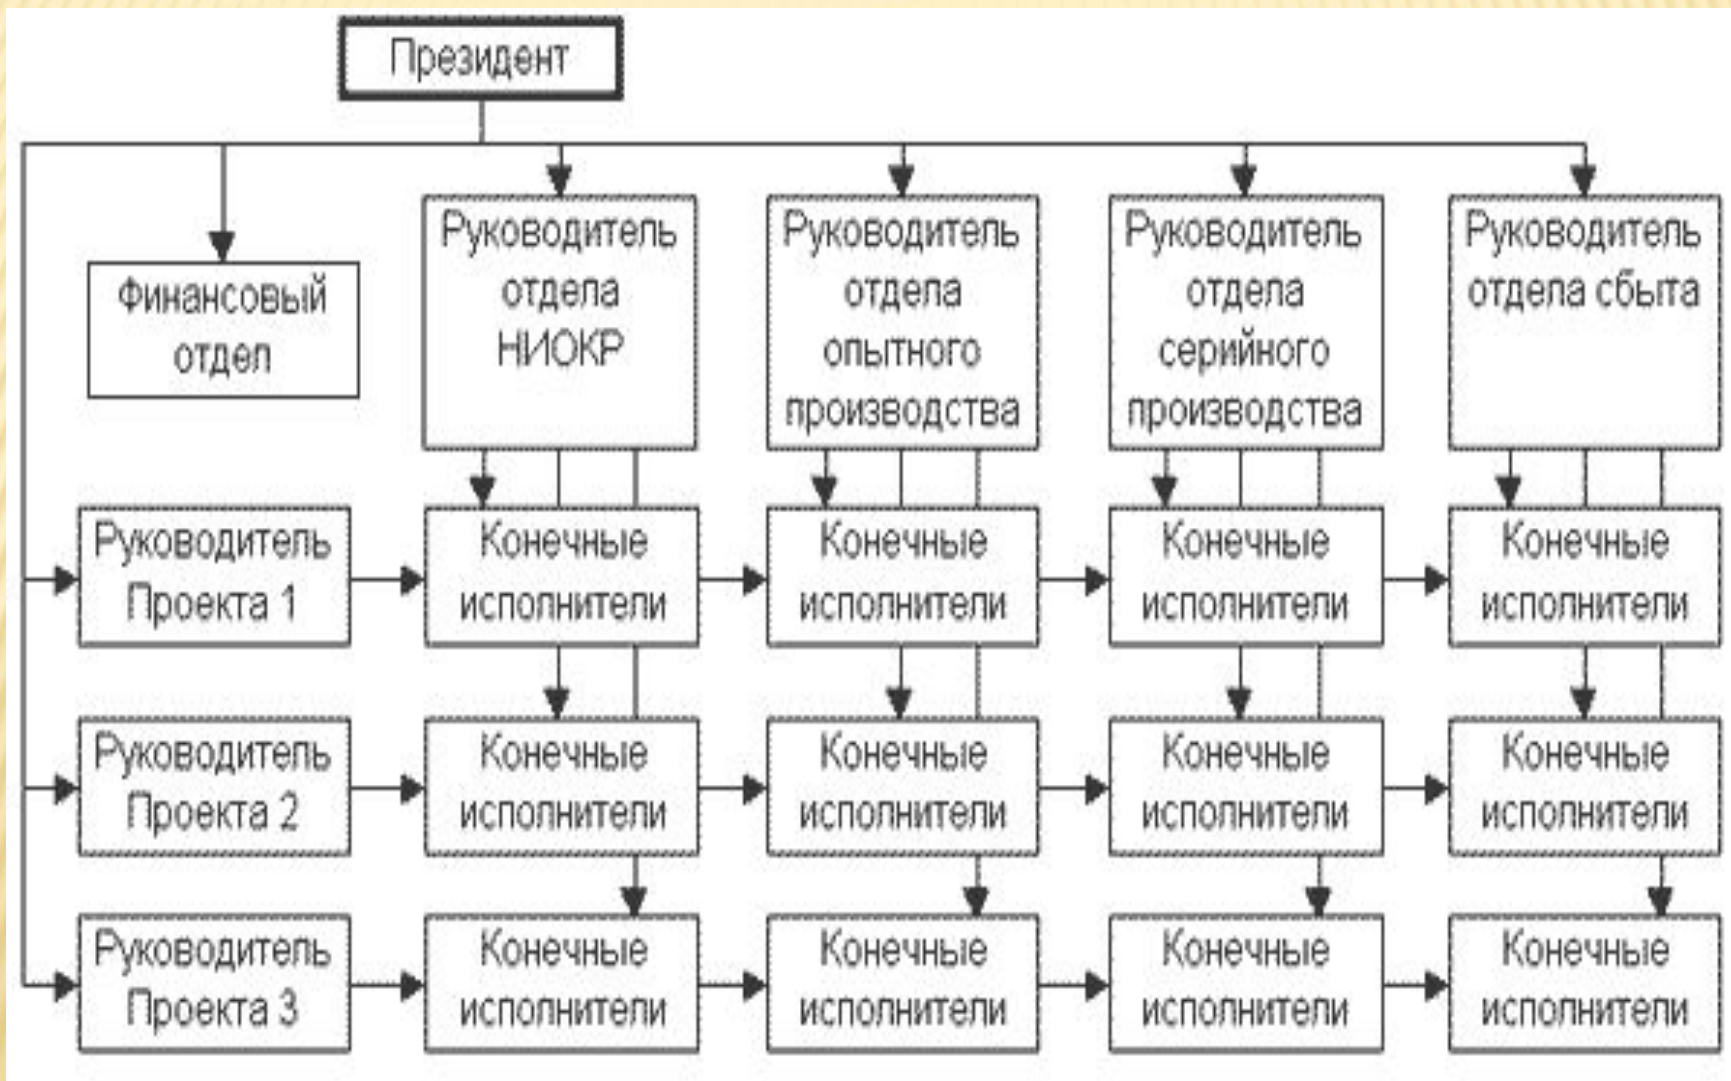 Президент
Финансовый
отдел
Руководитель
отдела
НИОКР
Руководитель
отдела
опытного
производства
Руководитель
отдела
серийного
производства
Руководитель
отдела сбыта
Руководитель
Проекта 1
Конечные
исполнители
Конечные
исполнители
Конечные
исполнители
Конечные
исполнители
Руководитель
Проекта 2
Конечные
исполнители
Конечные
исполнители
Конечные
исполнители
Конечные
исполнители
Руководитель
Проекта 3
Конечные
исполнители
Конечные
исполнители
Конечные
исполнители
Конечные
исполнители